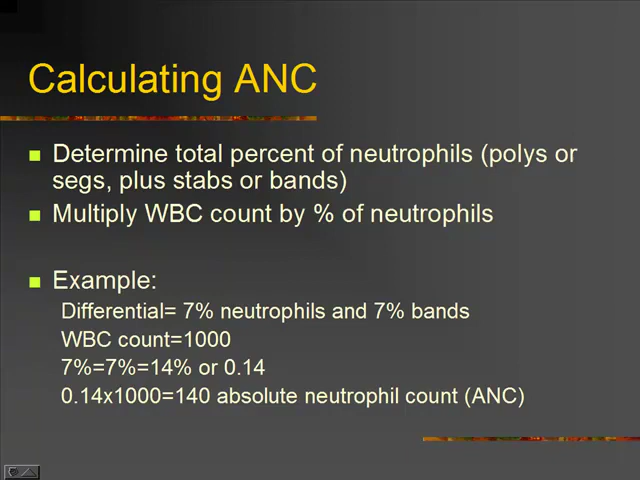 Calculating ANC
Determine total percent of neutrophils (polys or
segs, plus stabs or bands)
Multiply WBC count by % of neutrophils
Example:
Differential= 7% neutrophils and 7% bands
WBC count=1000
7%=7%=14% or 0.14
0.14x1000=140 absolute neutrophil count (ANC)